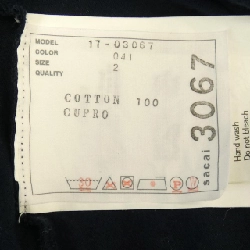 MODEL 17-03067
COLOR 041
SIZE 2
QUALITY
COTTON 100
CUPRO
sacai 3067
Hand wash
Do not bleach